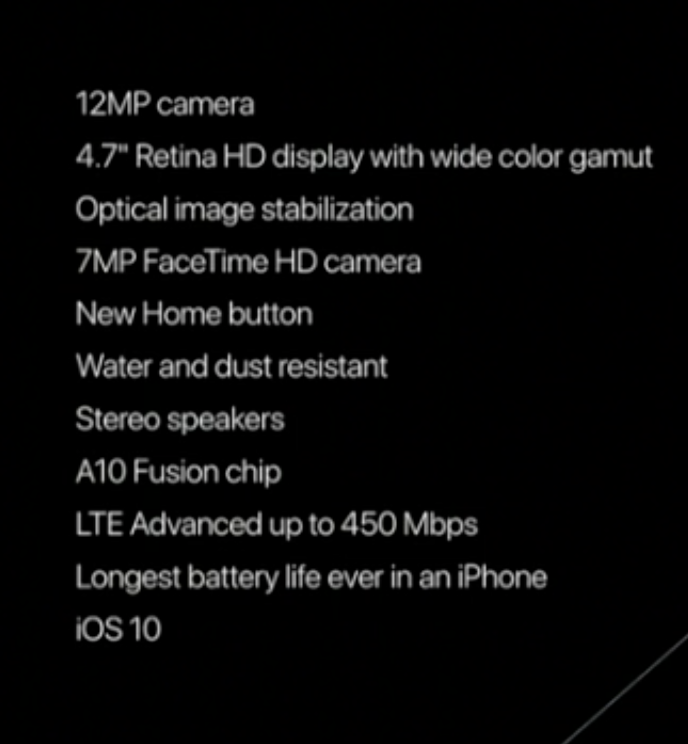 12MP camera
4.7" Retina HD display with wide color gamut
Optical image stabilization
7MP FaceTime HD camera
New Home button
Water and dust resistant
Stereo speakers
A10 Fusion chip
LTE Advanced up to 450 Mbps
Longest battery life ever in an iPhone
iOS 10